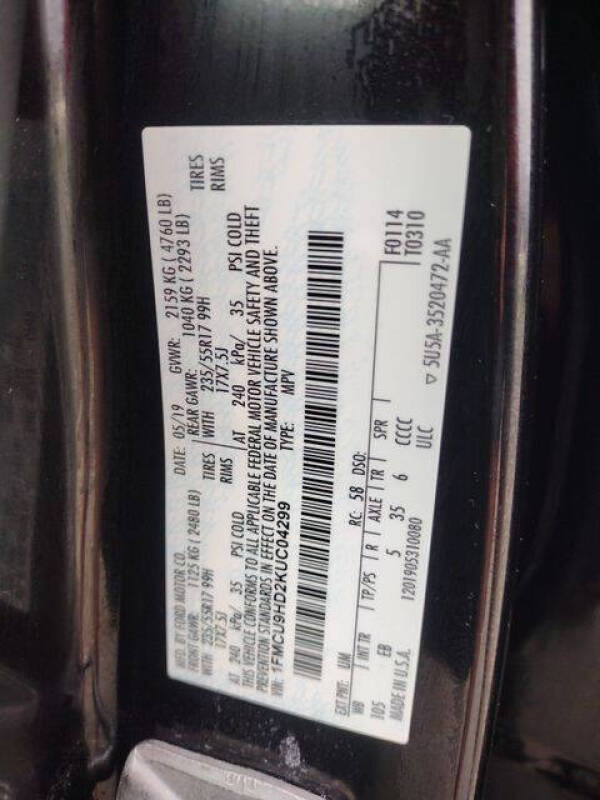 MFD. BY FORD MOTOR CO. DATE: 05/19 GVWR: 2159 KG ( 4760 LB)
FRONT GAWR: 1125 KG ( 2480 LB) REAR GAWR: 1040 KG ( 2293 LB)
WITH 235/55R17 99H TIRES WITH 235/55R17 99H TIRES
17X7.5J RIMS 17X7.5J RIMS
AT 240 kPa/ 35 PSI COLD AT 240 kPa/ 35 PSI COLD
THIS VEHICLE CONFORMS TO ALL APPLICABLE FEDERAL MOTOR VEHICLE SAFETY AND THEFT
PREVENTION STANDARDS IN EFFECT ON THE DATE OF MANUFACTURE SHOWN ABOVE.
VIN: 1FMCU9HD2KUC04299 TYPE: MPV
EXT PNT: UM RC: 58 DSO: F0114
WB INT TR TP/PS R AXLE TR SPR T0310
105 EB 5 35 6 CCCC
1201905310080 ULC
MADE IN U.S.A. ▽ 5U5A-3520472-AA